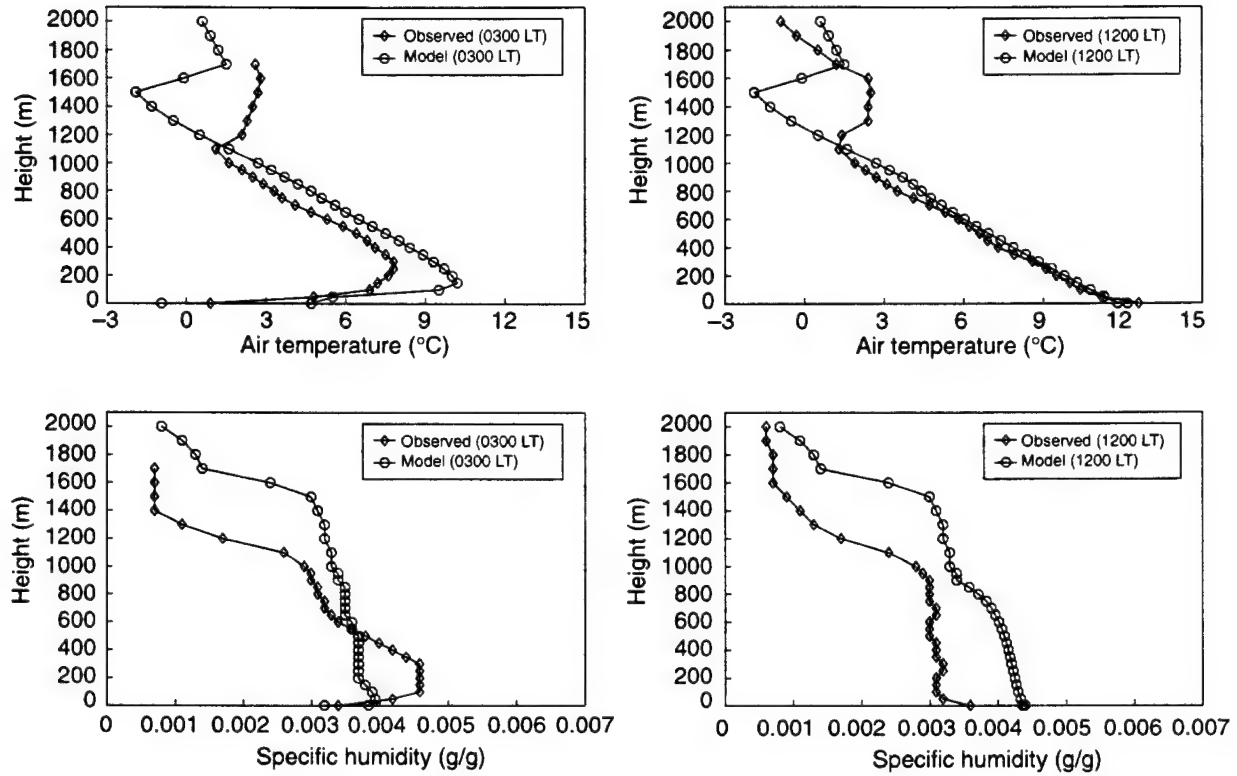 2000
1800
1600
1400
1200
1000
800
600
400
200
0
Height (m)
Observed (0300 LT)
Model (0300 LT)
−3 0 3 6 9 12 15
Air temperature (°C)
2000
1800
1600
1400
1200
1000
800
600
400
200
0
Height (m)
Observed (1200 LT)
Model (1200 LT)
−3 0 3 6 9 12 15
Air temperature (°C)
2000
1800
1600
1400
1200
1000
800
600
400
200
0
Height (m)
Observed (0300 LT)
Model (0300 LT)
0 0.001 0.002 0.003 0.004 0.005 0.006 0.007
Specific humidity (g/g)
2000
1800
1600
1400
1200
1000
800
600
400
200
0
Height (m)
Observed (1200 LT)
Model (1200 LT)
0 0.001 0.002 0.003 0.004 0.005 0.006 0.007
Specific humidity (g/g)